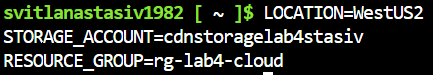 svitlanastasiv1982 [ ~ ]$ LOCATION=WestUS2
STORAGE_ACCOUNT=cdnstoragelab4stasiv
RESOURCE_GROUP=rg-lab4-cloud